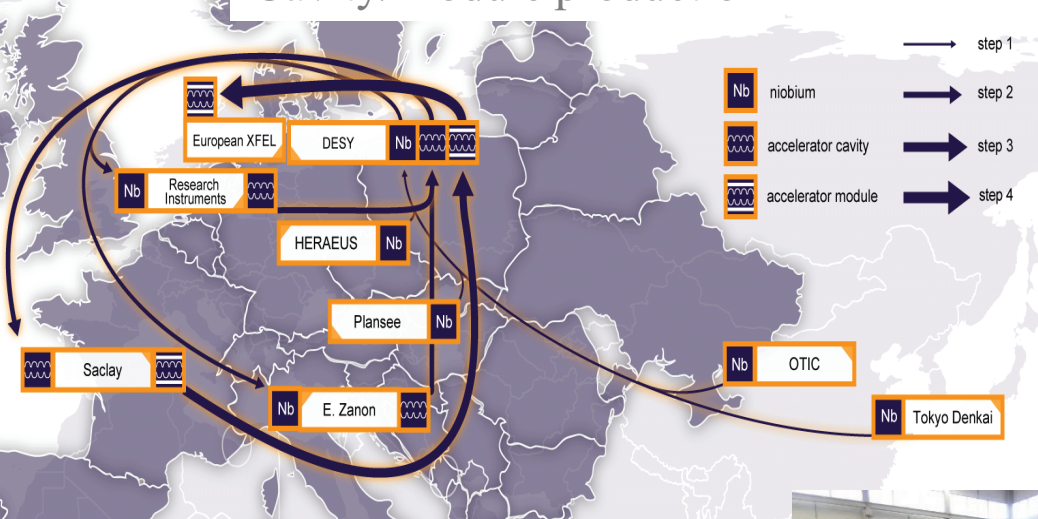 step 1
Nb niobium
step 2
accelerator cavity
step 3
accelerator module
step 4
European XFEL
DESY Nb
Nb Research
Instruments
HERAEUS Nb
Plansee Nb
Saclay
Nb E. Zanon
Nb OTIC
Nb Tokyo Denkai